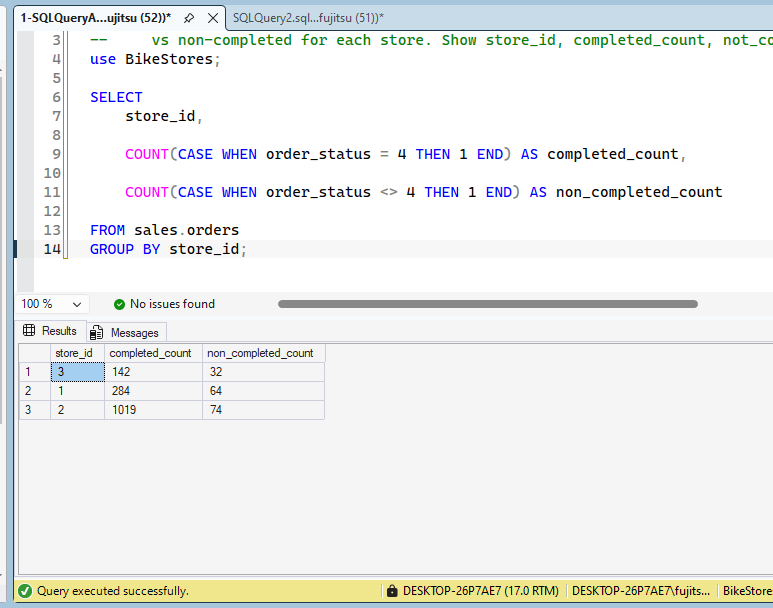 1-SQLQueryA...ujitsu (52))* SQLQuery2.sql...fujitsu (51))*
3 -- vs non-completed for each store. Show store_id, completed_count, not_co
4 use BikeStores;
5
6 SELECT
7 store_id,
8
9 COUNT(CASE WHEN order_status = 4 THEN 1 END) AS completed_count,
10
11 COUNT(CASE WHEN order_status <> 4 THEN 1 END) AS non_completed_count
12
13 FROM sales.orders
14 GROUP BY store_id;
100 % No issues found
Results Messages
store_id completed_count non_completed_count
1 3 142 32
2 1 284 64
3 2 1019 74
Query executed successfully. DESKTOP-26P7AE7 (17.0 RTM) DESKTOP-26P7AE7\fujits... BikeStore